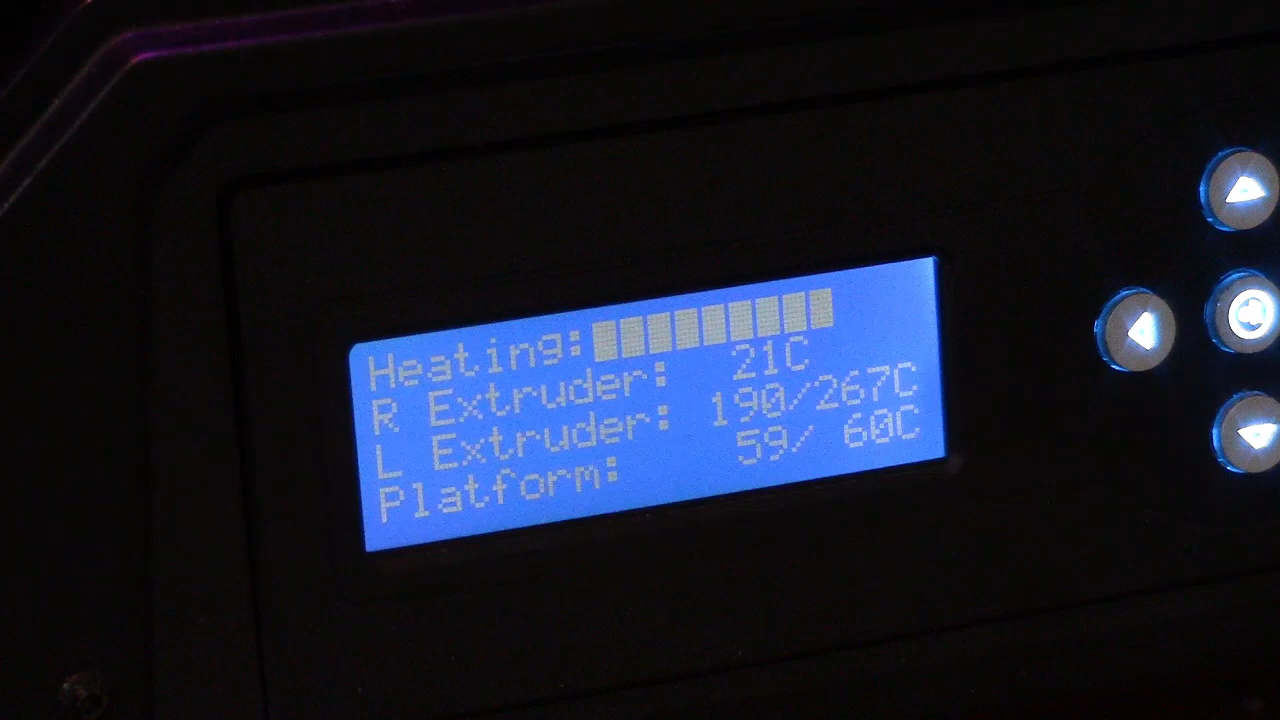 Heating:
R Extruder: 21C
L Extruder: 190/267C
Platform: 59/ 60C